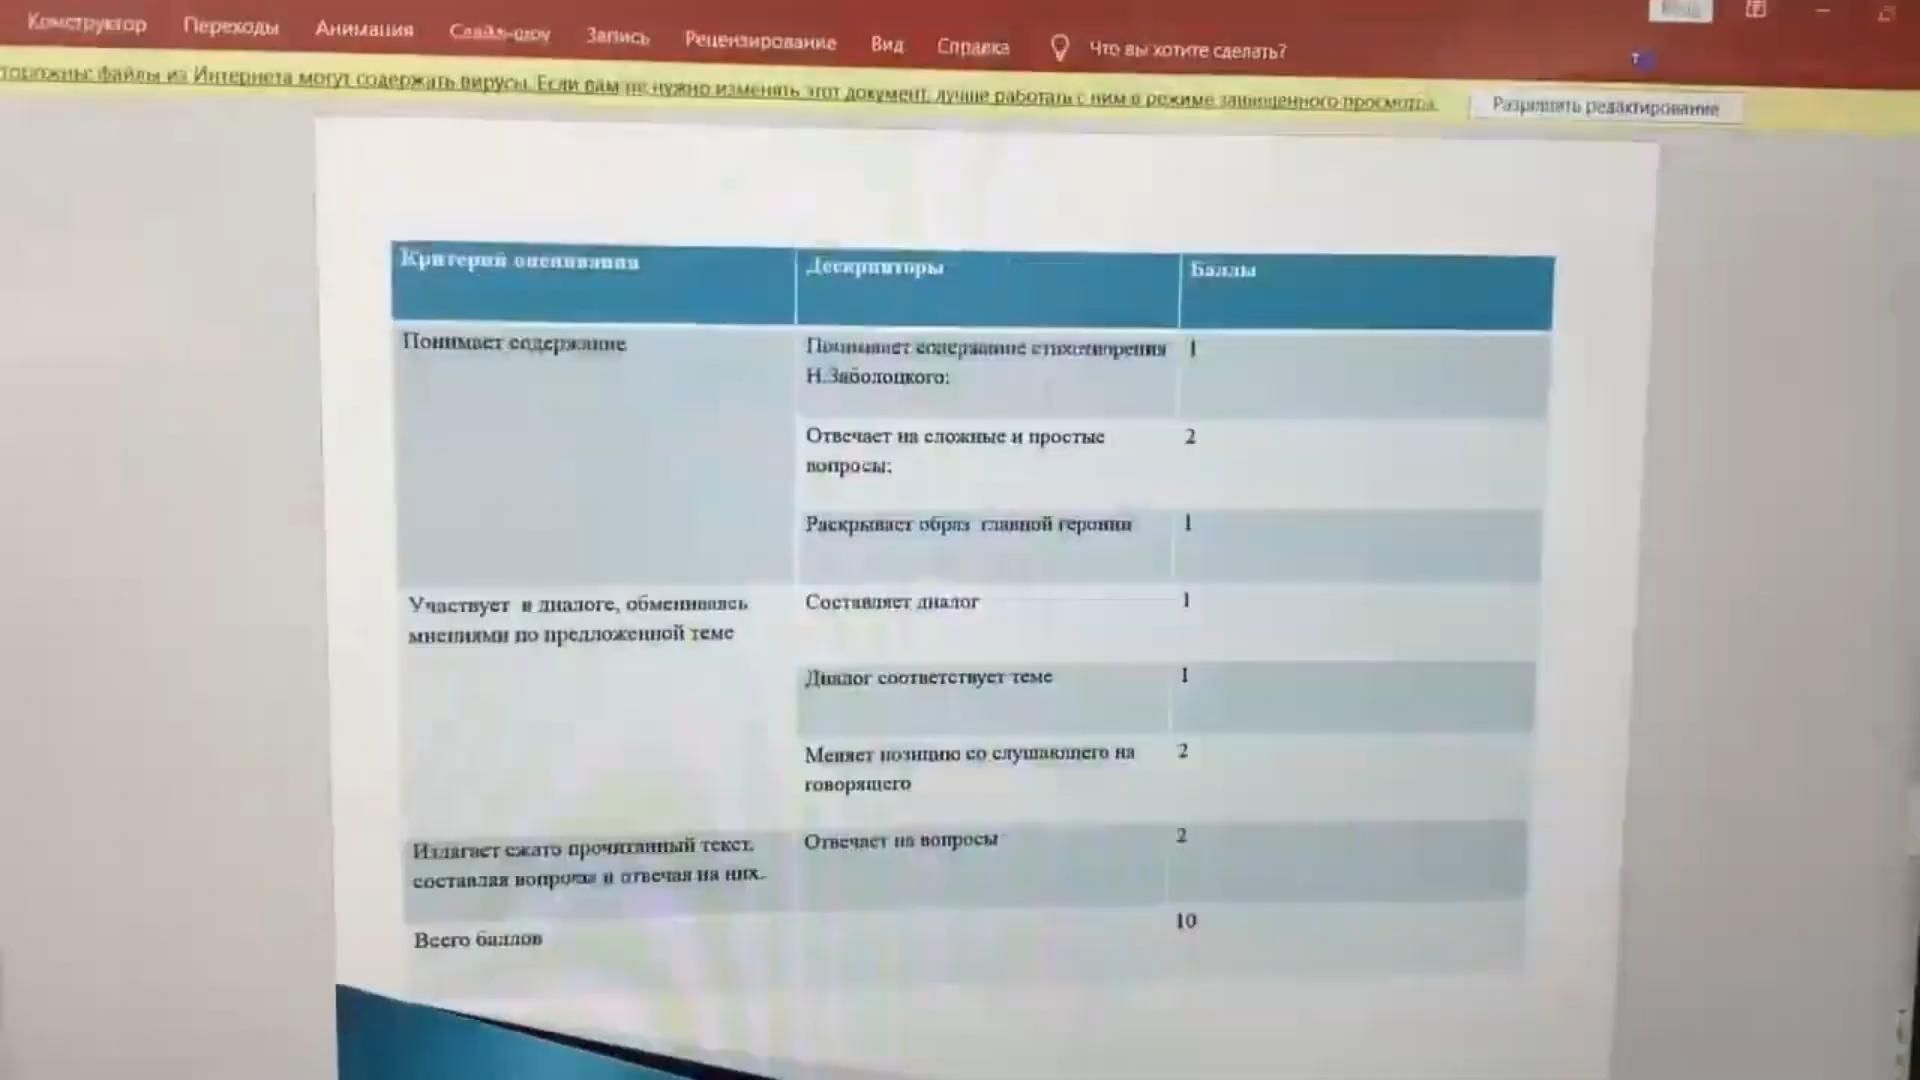 Конструктор Переходы Анимация Слайд-шоу Запись Рецензирование Вид Справка Что вы хотите сделать?
файлы из Интернета могут содержать вирусы. Если вам не нужно изменять этот документ, лучше работать с ним в режиме защищенного просмотра. Разрешить редактирование
Критерий оценивания Дескрипторы Баллы
Понимает содержание Понимает содержание стихотворения 1
Н.Заболоцкого;
Отвечает на сложные и простые 2
вопросы;
Раскрывает образ главной героини 1
Участвует в диалоге, обмениваясь Составляет диалог 1
мнениями по предложенной теме
Диалог соответствует теме 1
Меняет позицию со слушающего на 2
говорящего
Излагает сжато прочитанный текст, Отвечает на вопросы 2
составляя вопросы и отвечая на них.
Всего баллов 10